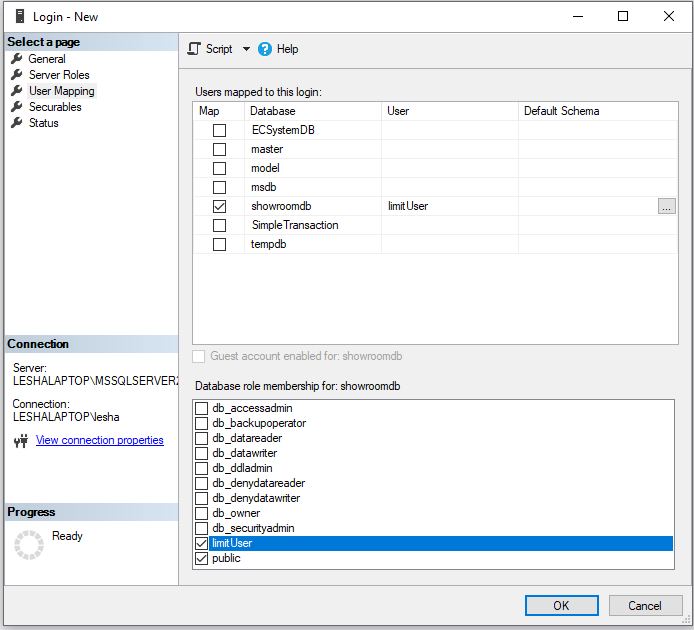 Login - New
Select a page
General
Server Roles
User Mapping
Securables
Status
Connection
Server:
LESHALAPTOP\MSSQLSERVER2
Connection:
LESHALAPTOP\lesha
View connection properties
Progress
Ready
Script
Help
Users mapped to this login:
Map Database User Default Schema
ECSystemDB
master
model
msdb
showroomdb limitUser ...
SimpleTransaction
tempdb
Guest account enabled for: showroomdb
Database role membership for: showroomdb
db_accessadmin
db_backupoperator
db_datareader
db_datawriter
db_ddladmin
db_denydatareader
db_denydatawriter
db_owner
db_securityadmin
limitUser
public
OK Cancel